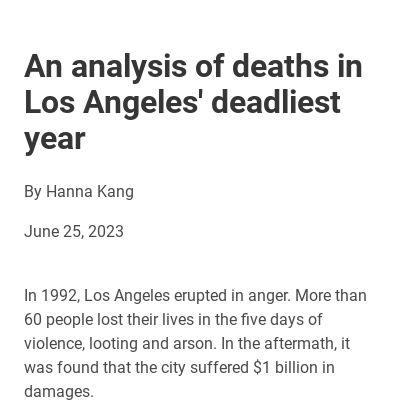 An analysis of deaths in
Los Angeles' deadliest
year
By Hanna Kang
June 25, 2023
In 1992, Los Angeles erupted in anger. More than
60 people lost their lives in the five days of
violence, looting and arson. In the aftermath, it
was found that the city suffered $1 billion in
damages.